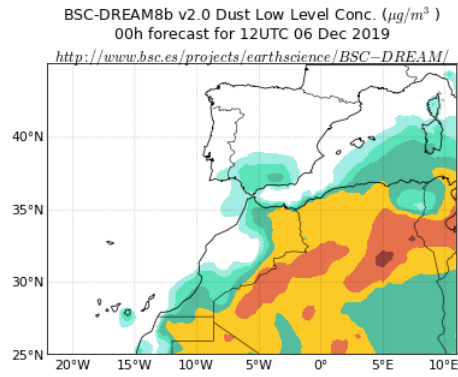 BSC-DREAM8b v2.0 Dust Low Level Conc. (μg/m³ )
00h forecast for 12UTC 06 Dec 2019
http://www.bsc.es/projects/earthscience/BSC−DREAM/
40°N
35°N
30°N
25°N
20°W 15°W 10°W 5°W 0°E 5°E 10°E